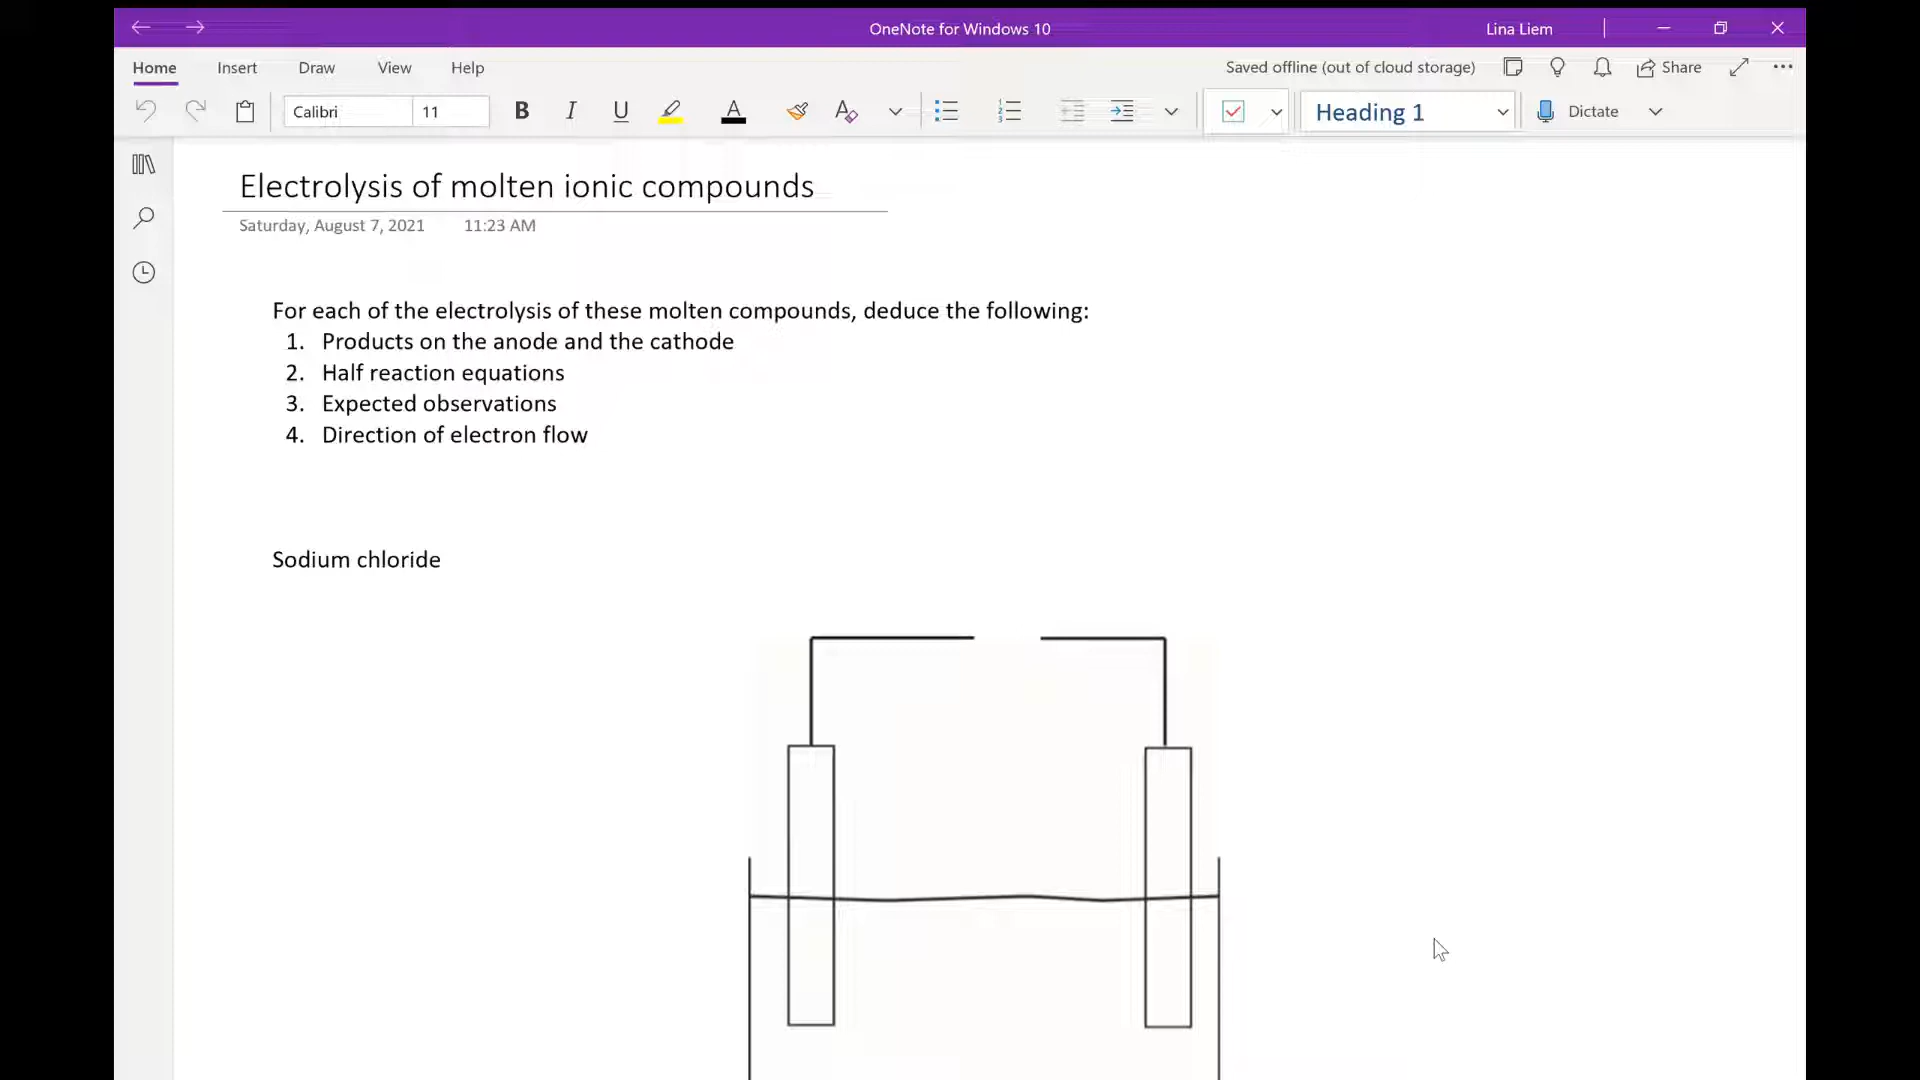 OneNote for Windows 10
Lina Liem
Home Insert Draw View Help
Saved offline (out of cloud storage)
Share
Calibri 11
B I U A A
Heading 1
Dictate
Electrolysis of molten ionic compounds
Saturday, August 7, 2021 11:23 AM
For each of the electrolysis of these molten compounds, deduce the following:
1. Products on the anode and the cathode
2. Half reaction equations
3. Expected observations
4. Direction of electron flow
Sodium chloride